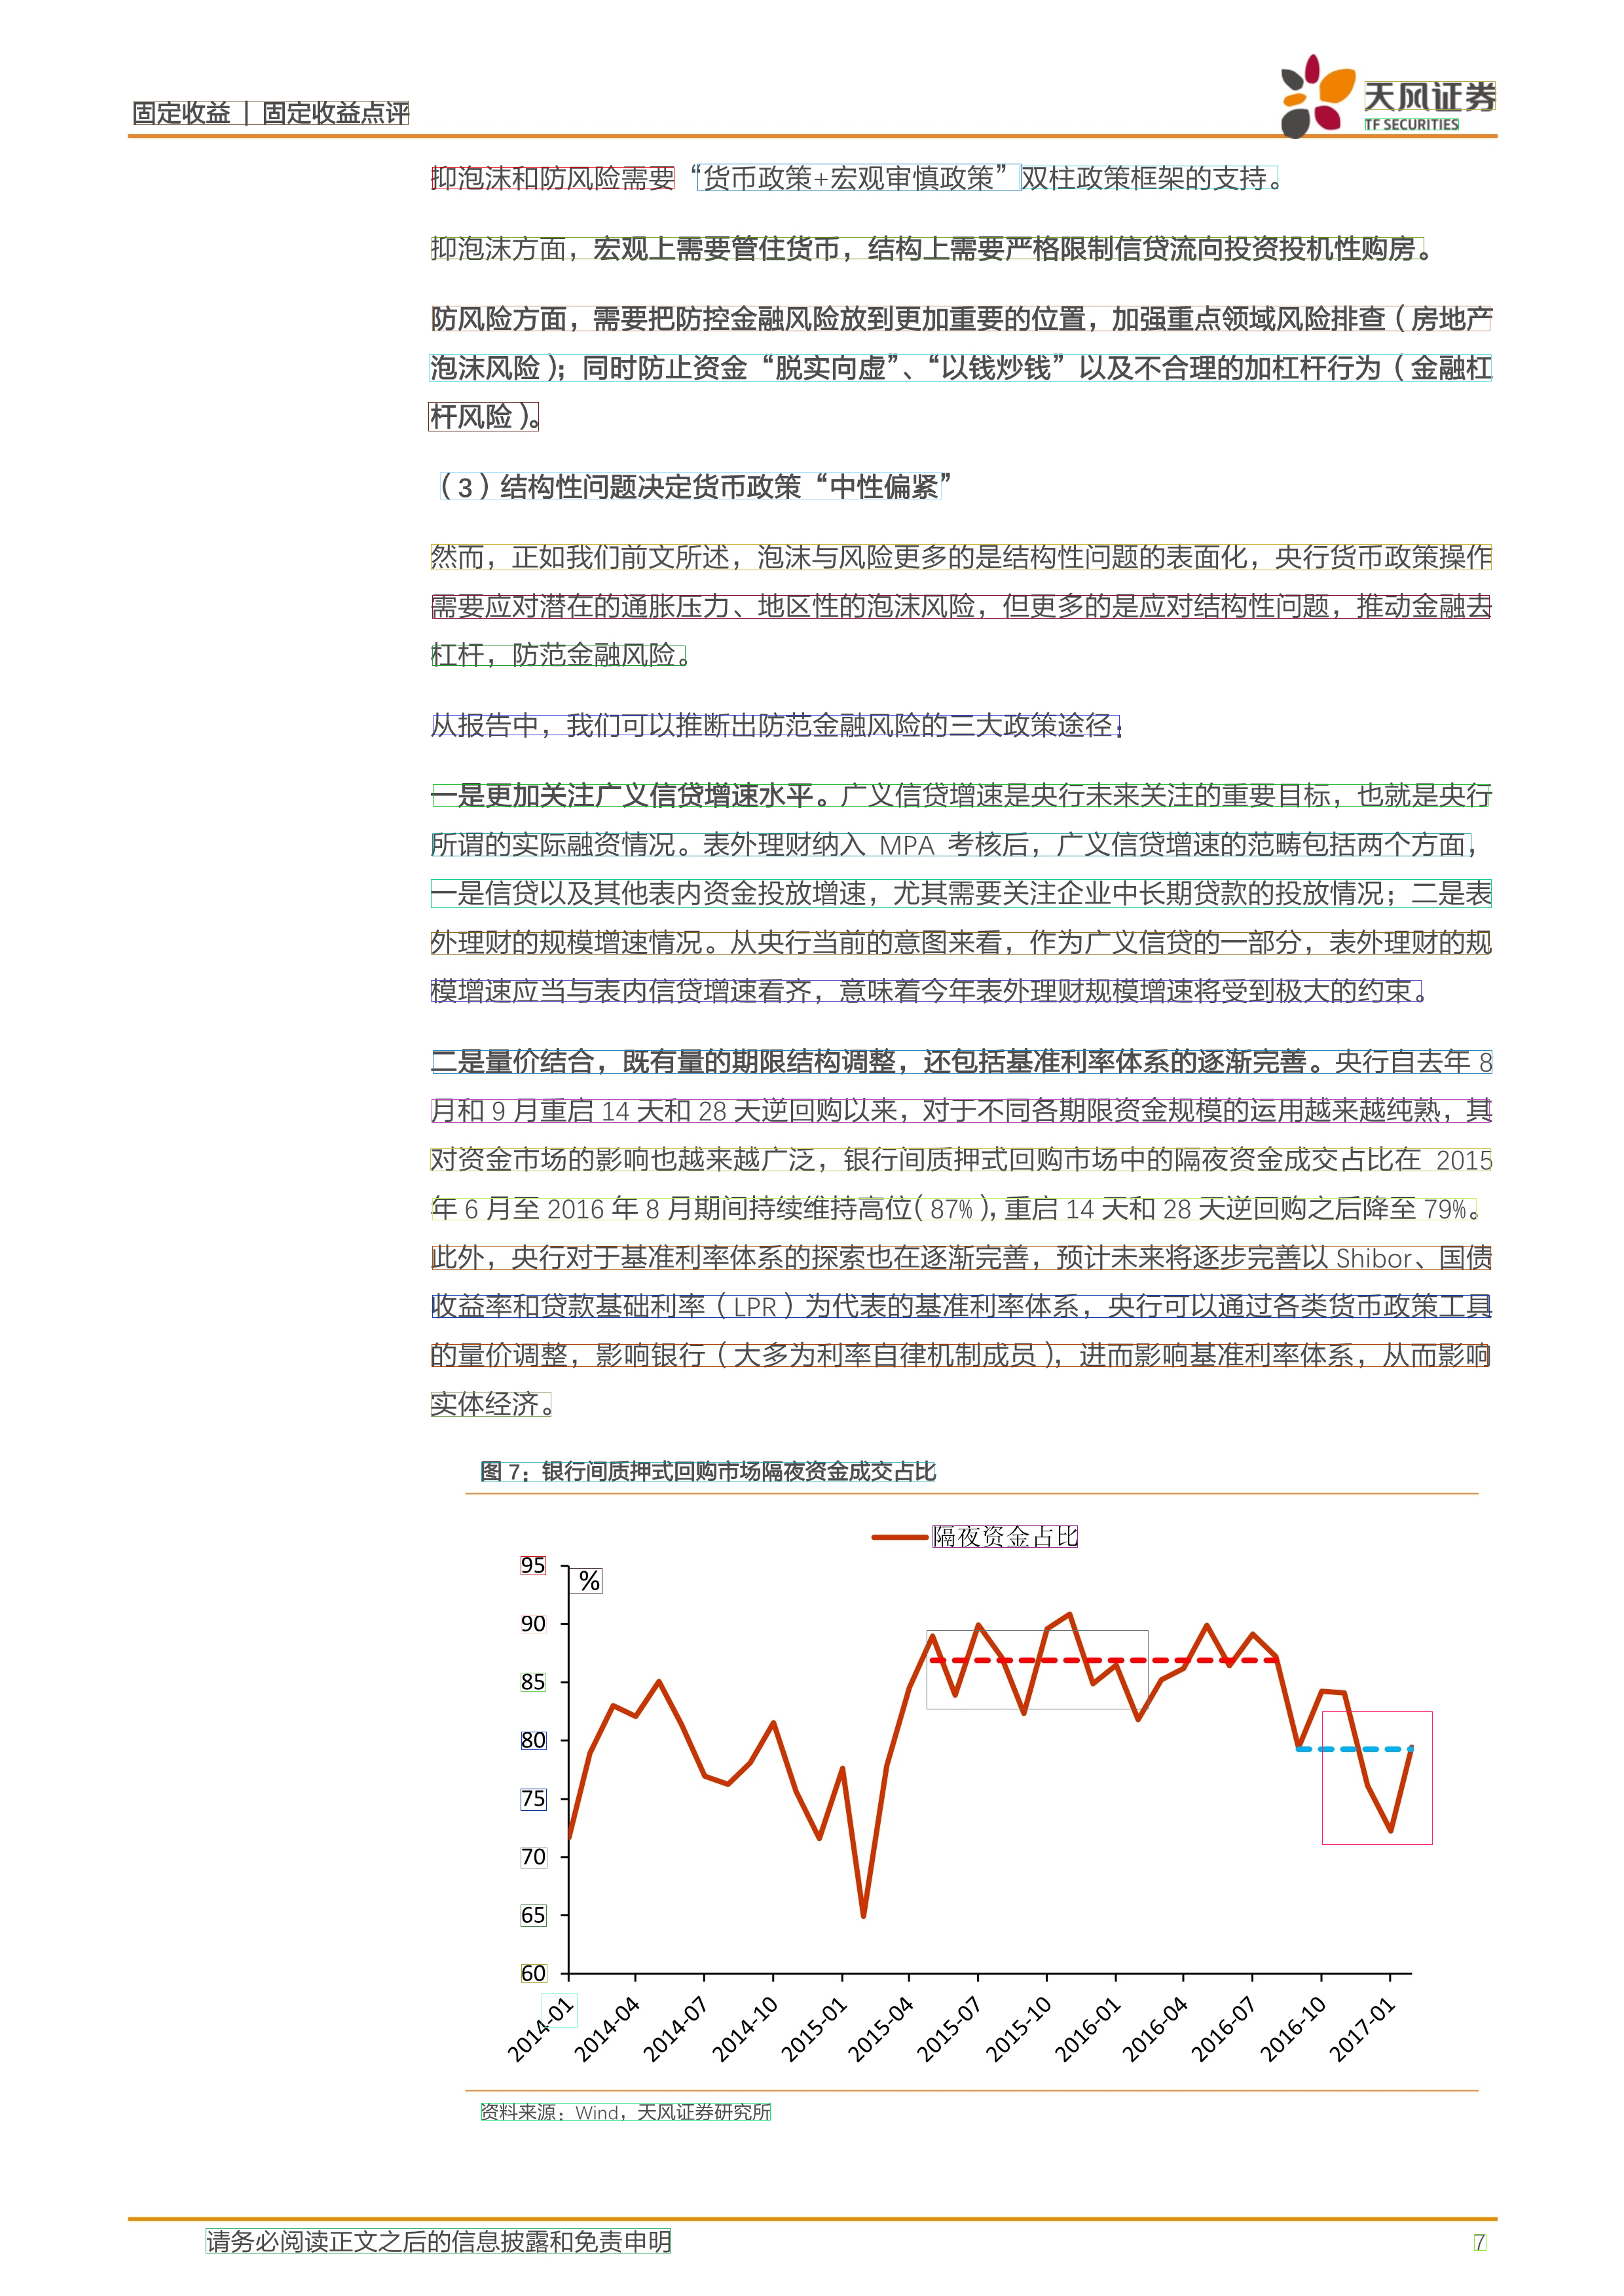 固定收益 | 固定收益点评
天风证券
TF SECURITIES
抑泡沫和防风险需要“货币政策+宏观审慎政策”双柱政策框架的支持。
抑泡沫方面，宏观上需要管住货币，结构上需要严格限制信贷流向投资投机性购房。
防风险方面，需要把防控金融风险放到更加重要的位置，加强重点领域风险排查（房地产
泡沫风险）；同时防止资金“脱实向虚”、“以钱炒钱”以及不合理的加杠杆行为（金融杠
杆风险）。
（3）结构性问题决定货币政策“中性偏紧”
然而，正如我们前文所述，泡沫与风险更多的是结构性问题的表面化，央行货币政策操作
需要应对潜在的通胀压力、地区性的泡沫风险，但更多的是应对结构性问题，推动金融去
杠杆，防范金融风险。
从报告中，我们可以推断出防范金融风险的三大政策途径：
一是更加关注广义信贷增速水平。广义信贷增速是央行未来关注的重要目标，也就是央行
所谓的实际融资情况。表外理财纳入 MPA 考核后，广义信贷增速的范畴包括两个方面，
一是信贷以及其他表内资金投放增速，尤其需要关注企业中长期贷款的投放情况；二是表
外理财的规模增速情况。从央行当前的意图来看，作为广义信贷的一部分，表外理财的规
模增速应当与表内信贷增速看齐，意味着今年表外理财规模增速将受到极大的约束。
二是量价结合，既有量的期限结构调整，还包括基准利率体系的逐渐完善。央行自去年 8
月和 9 月重启 14 天和 28 天逆回购以来，对于不同各期限资金规模的运用越来越纯熟，其
对资金市场的影响也越来越广泛，银行间质押式回购市场中的隔夜资金成交占比在 2015
年 6 月至 2016 年 8 月期间持续维持高位（87%），重启 14 天和 28 天逆回购之后降至 79%。
此外，央行对于基准利率体系的探索也在逐渐完善，预计未来将逐步完善以 Shibor、国债
收益率和贷款基础利率（LPR）为代表的基准利率体系，央行可以通过各类货币政策工具
的量价调整，影响银行（大多为利率自律机制成员），进而影响基准利率体系，从而影响
实体经济。
图 7：银行间质押式回购市场隔夜资金成交占比
隔夜资金占比
%
95
90
85
80
75
70
65
60
2014-01 2014-04 2014-07 2014-10 2015-01 2015-04 2015-07 2015-10 2016-01 2016-04 2016-07 2016-10 2017-01
资料来源：Wind，天风证券研究所
请务必阅读正文之后的信息披露和免责申明
7